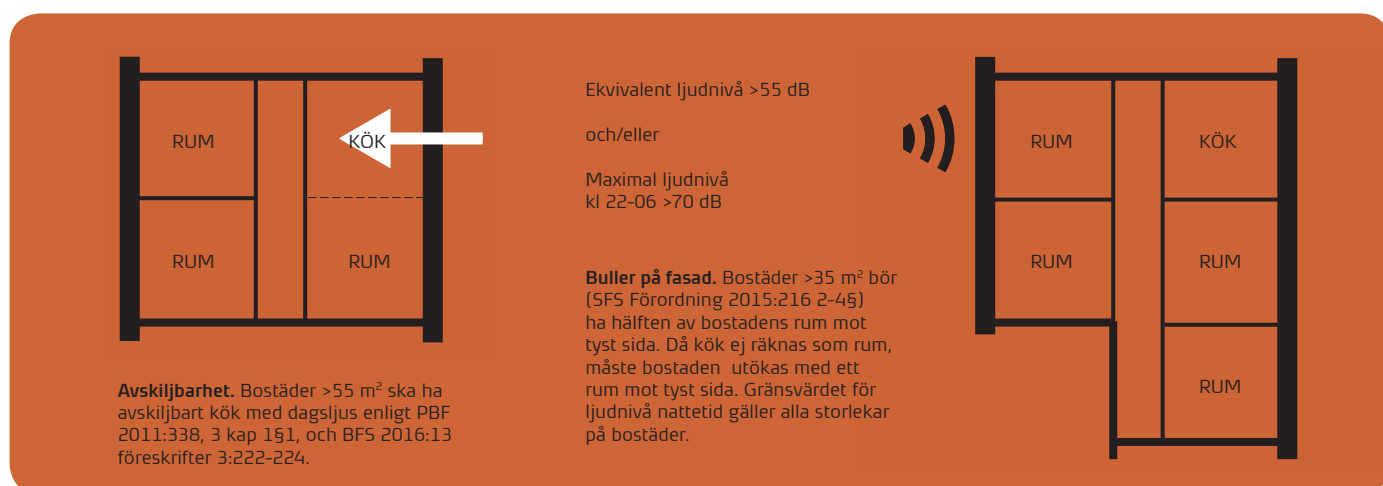 RUM
KÖK
RUM
RUM
Avskiljbarhet. Bostäder >55 m² ska ha
avskiljbart kök med dagsljus enligt PBF
2011:338, 3 kap 1§1, och BFS 2016:13
föreskrifter 3:222-224.
Ekvivalent ljudnivå >55 dB
och/eller
Maximal ljudnivå
kl 22-06 >70 dB
Buller på fasad. Bostäder >35 m² bör
(SFS Förordning 2015:216 2-4§)
ha hälften av bostadens rum mot
tyst sida. Då kök ej räknas som rum,
måste bostaden utökas med ett
rum mot tyst sida. Gränsvärdet för
ljudnivå nattetid gäller alla storlekar
på bostäder.
RUM
KÖK
RUM
RUM
RUM